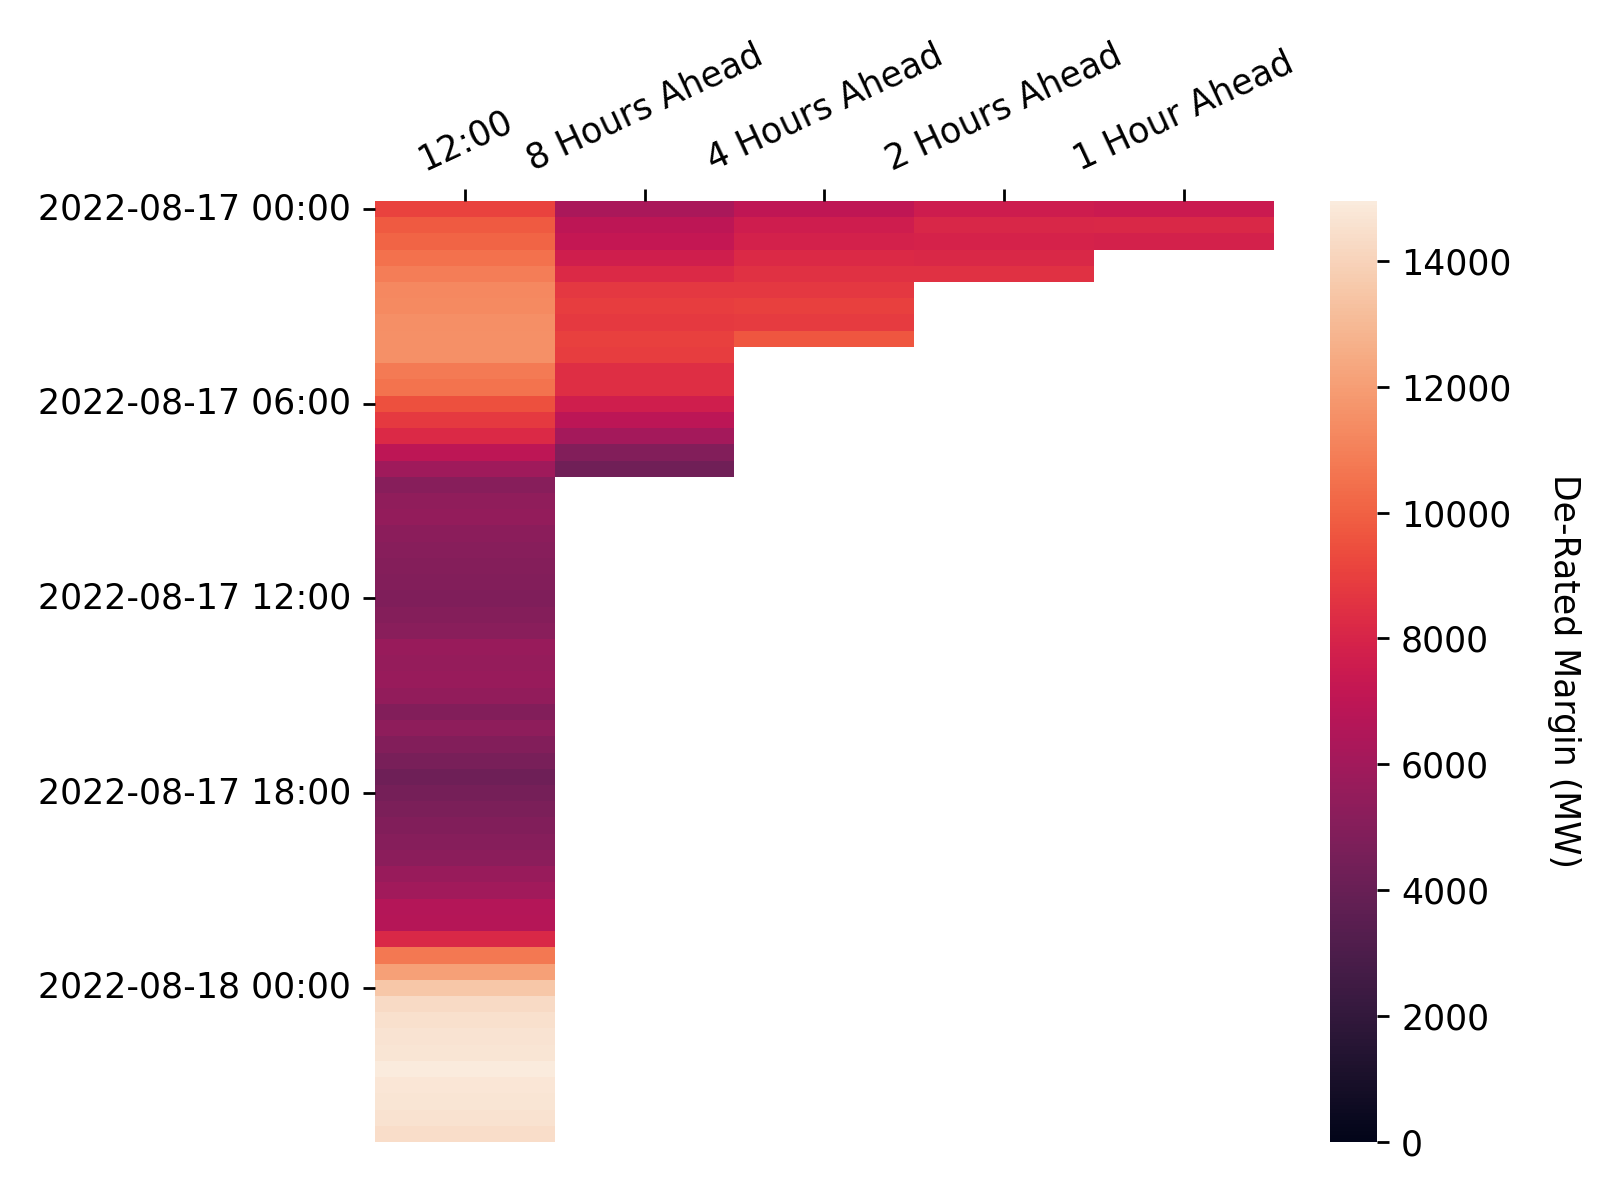 12:00
8 Hours Ahead
4 Hours Ahead
2 Hours Ahead
1 Hour Ahead
2022-08-17 00:00
2022-08-17 06:00
2022-08-17 12:00
2022-08-17 18:00
2022-08-18 00:00
14000
12000
10000
8000
6000
4000
2000
0
De-Rated Margin (MW)